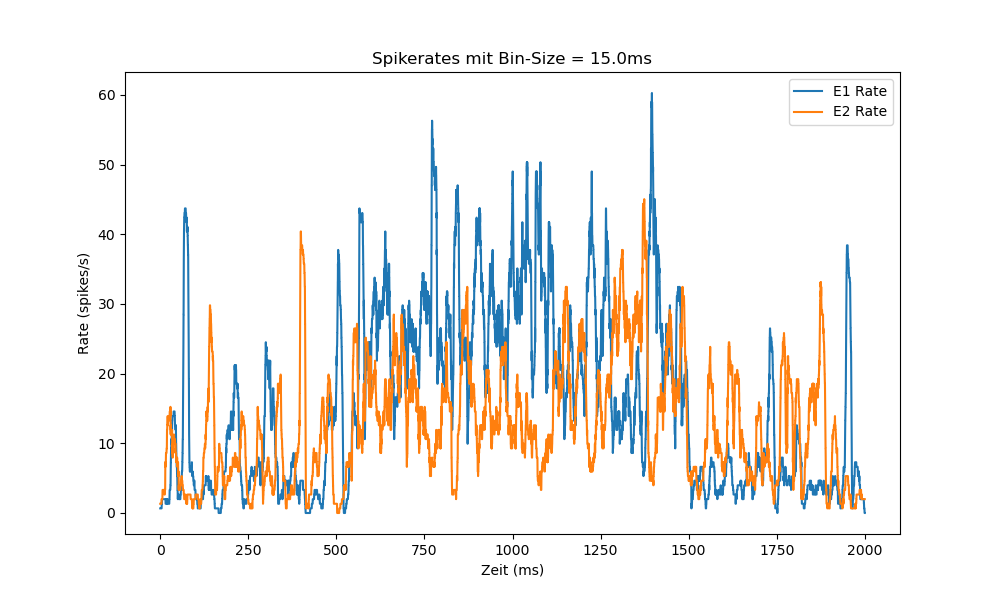 Spikerates mit Bin-Size = 15.0ms
E1 Rate
E2 Rate
60
50
40
30
20
10
0
Rate (spikes/s)
0 250 500 750 1000 1250 1500 1750 2000
Zeit (ms)